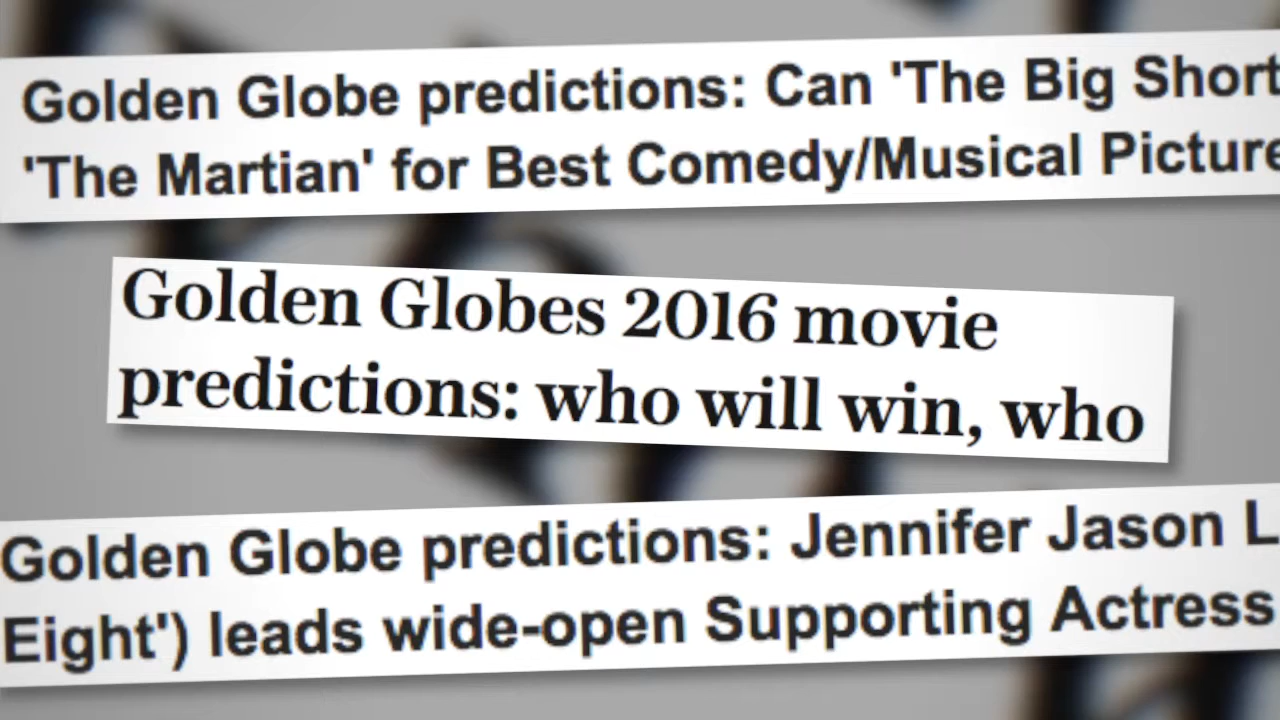 Golden Globe predictions: Can 'The Big Short
'The Martian' for Best Comedy/Musical Picture
Golden Globes 2016 movie
predictions: who will win, who
Golden Globe predictions: Jennifer Jason L
Eight') leads wide-open Supporting Actress